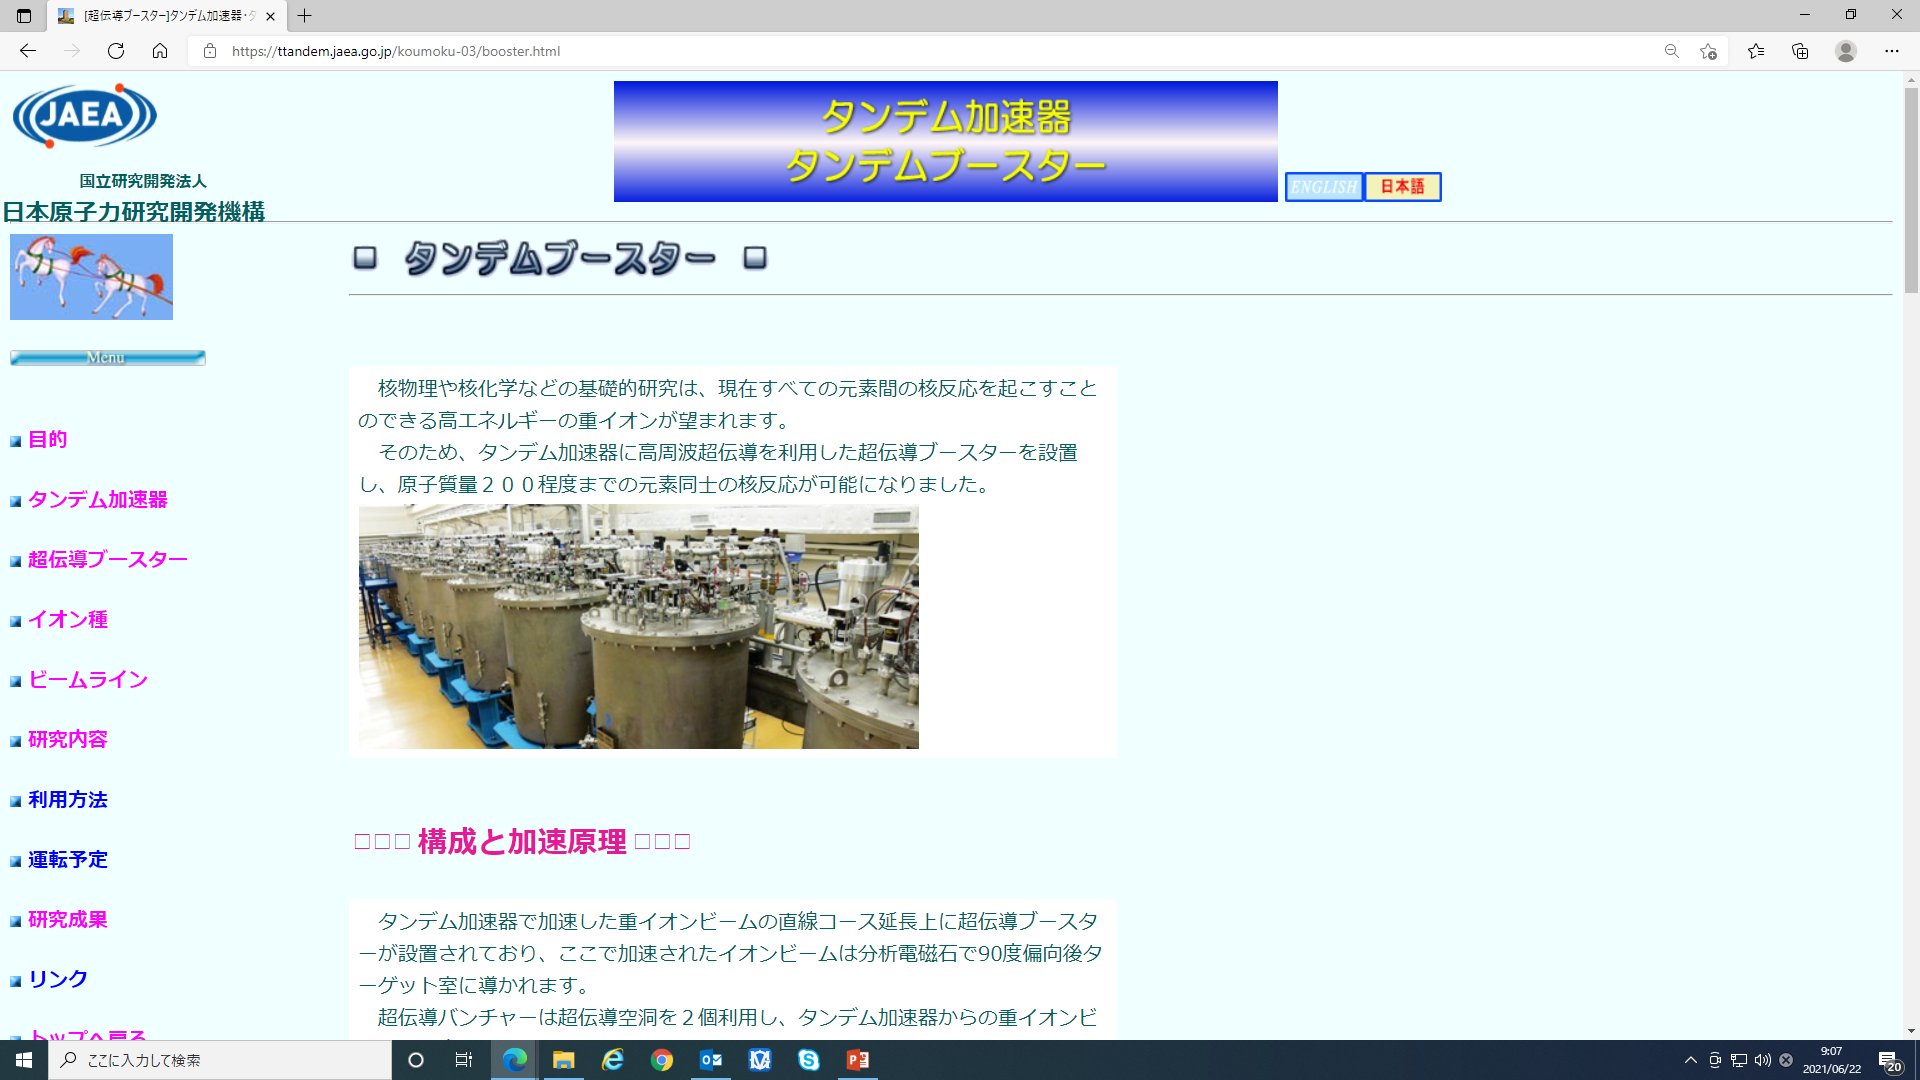 [超伝導ブースター]タンデム加速器・タ
https://ttandem.jaea.go.jp/koumoku-03/booster.html
JAEA
国立研究開発法人
日本原子力研究開発機構
タンデム加速器
タンデムブースター
ENGLISH 日本語
タンデムブースター
Menu
目的
タンデム加速器
超伝導ブースター
イオン種
ビームライン
研究内容
利用方法
運転予定
研究成果
リンク
トップへ戻る
核物理や核化学などの基礎的研究は、現在すべての元素間の核反応を起こすこと
のできる高エネルギーの重イオンが望まれます。
そのため、タンデム加速器に高周波超伝導を利用した超伝導ブースターを設置
し、原子質量２００程度までの元素同士の核反応が可能になりました。
□□□ 構成と加速原理 □□□
タンデム加速器で加速した重イオンビームの直線コース延長上に超伝導ブースタ
ーが設置されており、ここで加速されたイオンビームは分析電磁石で90度偏向後タ
ーゲット室に導かれます。
超伝導バンチャーは超伝導空洞を２個利用し、タンデム加速器からの重イオンビ
ここに入力して検索
9:07
2021/06/22
20